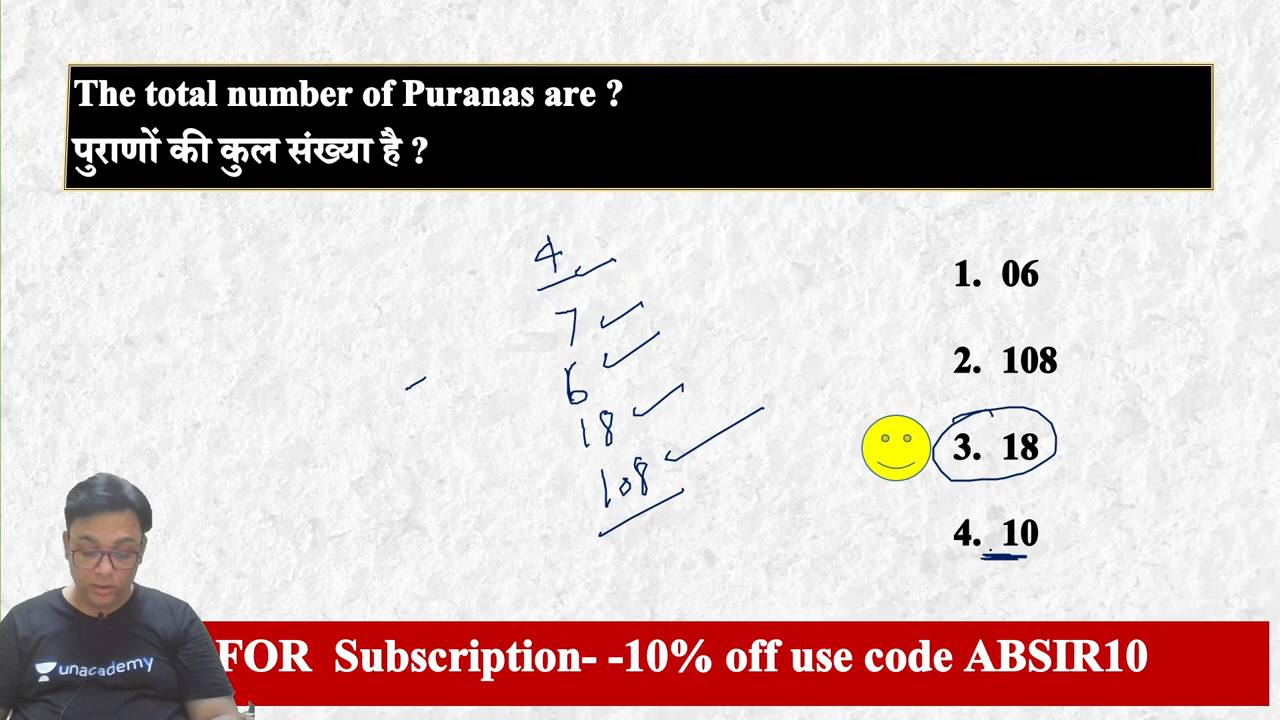 The total number of Puranas are ?
पुराणों की कुल संख्या है ?
4
7
6
18
108
1. 06
2. 108
3. 18
4. 10
unacademy
FOR Subscription- -10% off use code ABSIR10